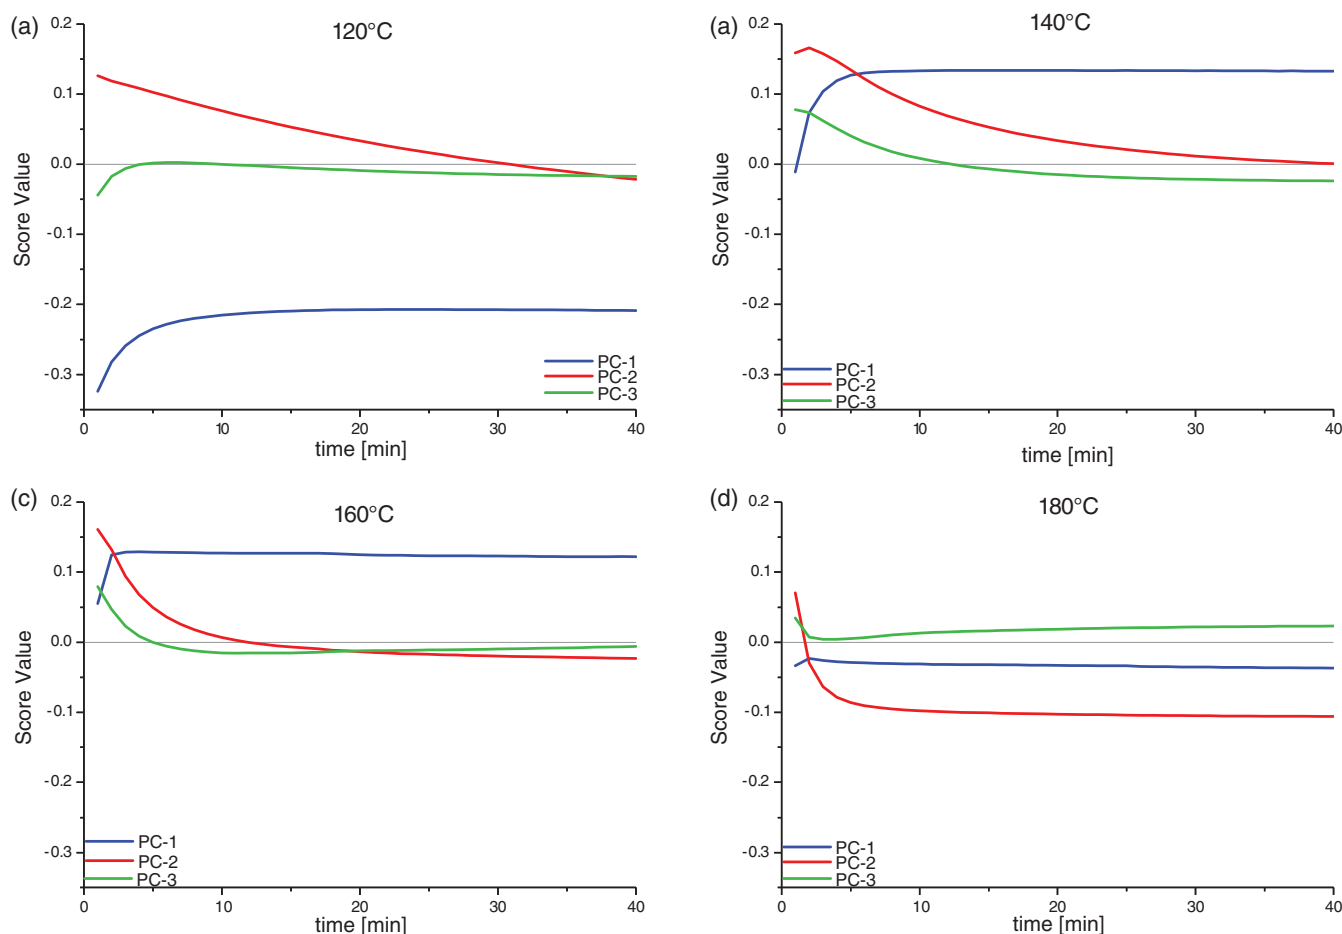 (a)
120°C
0.2
0.1
0.0
-0.1
-0.2
-0.3
Score Value
PC-1
PC-2
PC-3
0 10 20 30 40
time [min]
(a)
140°C
0.2
0.1
0.0
-0.1
-0.2
-0.3
Score Value
PC-1
PC-2
PC-3
0 10 20 30 40
time [min]
(c)
160°C
0.2
0.1
0.0
-0.1
-0.2
-0.3
Score Value
PC-1
PC-2
PC-3
0 10 20 30 40
time [min]
(d)
180°C
0.2
0.1
0.0
-0.1
-0.2
-0.3
Score Value
PC-1
PC-2
PC-3
0 10 20 30 40
time [min]